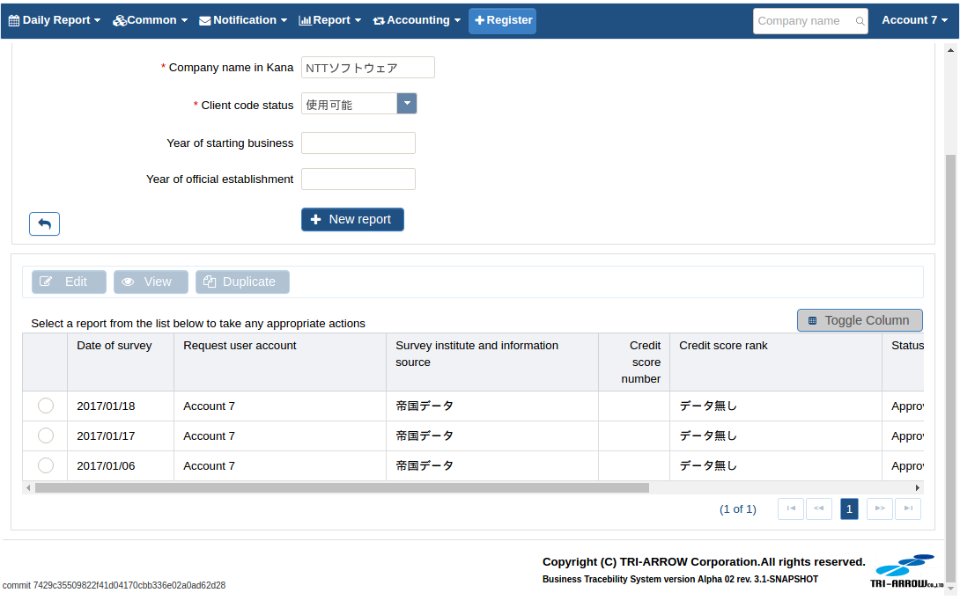 Daily Report Common Notification Report Accounting Register Company name Account 7
* Company name in Kana NTTソフトウェア
* Client code status 使用可能
Year of starting business
Year of official establishment
New report
Edit View Duplicate
Select a report from the list below to take any appropriate actions
Toggle Column
Date of survey Request user account Survey institute and information source Credit score number Credit score rank Status
2017/01/18 Account 7 帝国データ データ無し Appro
2017/01/17 Account 7 帝国データ データ無し Appro
2017/01/06 Account 7 帝国データ データ無し Appro
(1 of 1) 1
Copyright (C) TRI-ARROW Corporation.All rights reserved.
Business Tracebility System version Alpha 02 rev. 3.1-SNAPSHOT
TRI-ARROW Co.,LTD
commit 7429c35509822f41d04170cbb336e02a0ad62d28